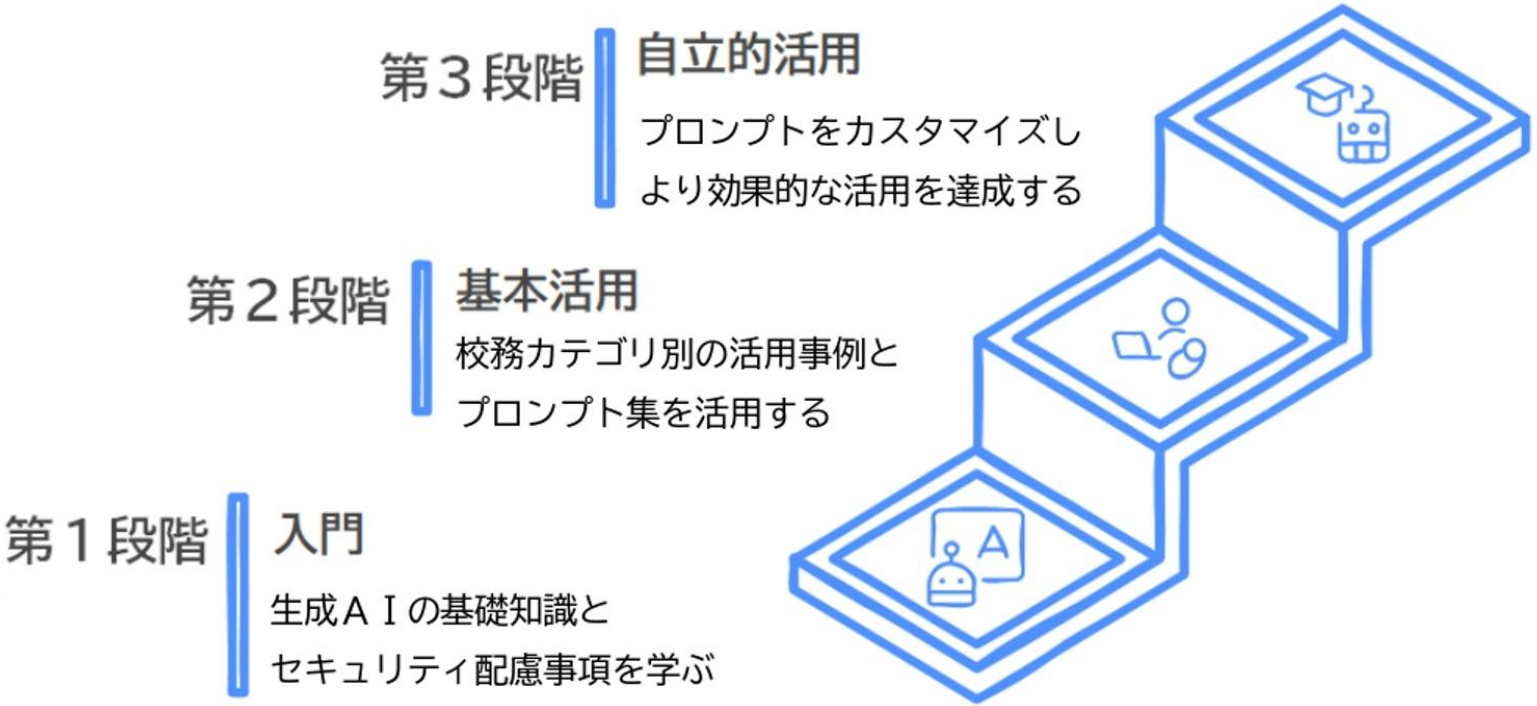 第3段階
自立的活用
プロンプトをカスタマイズし
より効果的な活用を達成する
第2段階
基本活用
校務カテゴリ別の活用事例と
プロンプト集を活用する
第1段階
入門
生成AIの基礎知識と
セキュリティ配慮事項を学ぶ
A